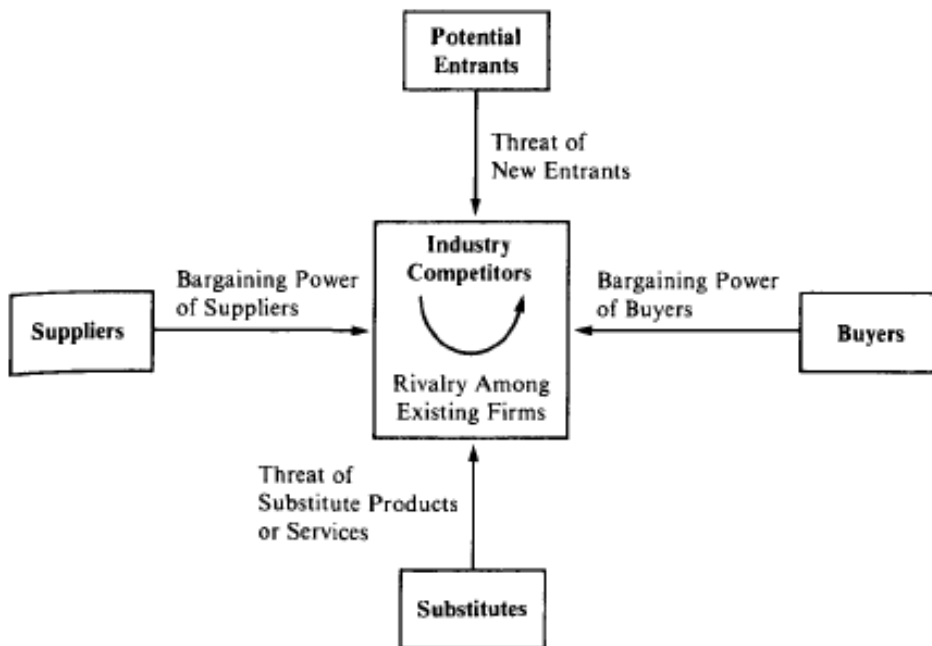 Potential
Entrants
Threat of
New Entrants
Industry
Competitors
Bargaining Power
of Suppliers
Bargaining Power
of Buyers
Suppliers
Buyers
Rivalry Among
Existing Firms
Threat of
Substitute Products
or Services
Substitutes